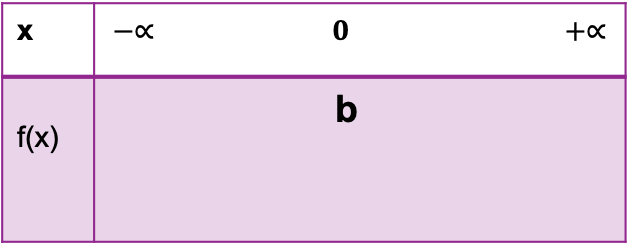 x −∝ 0 +∝
b
f(x)